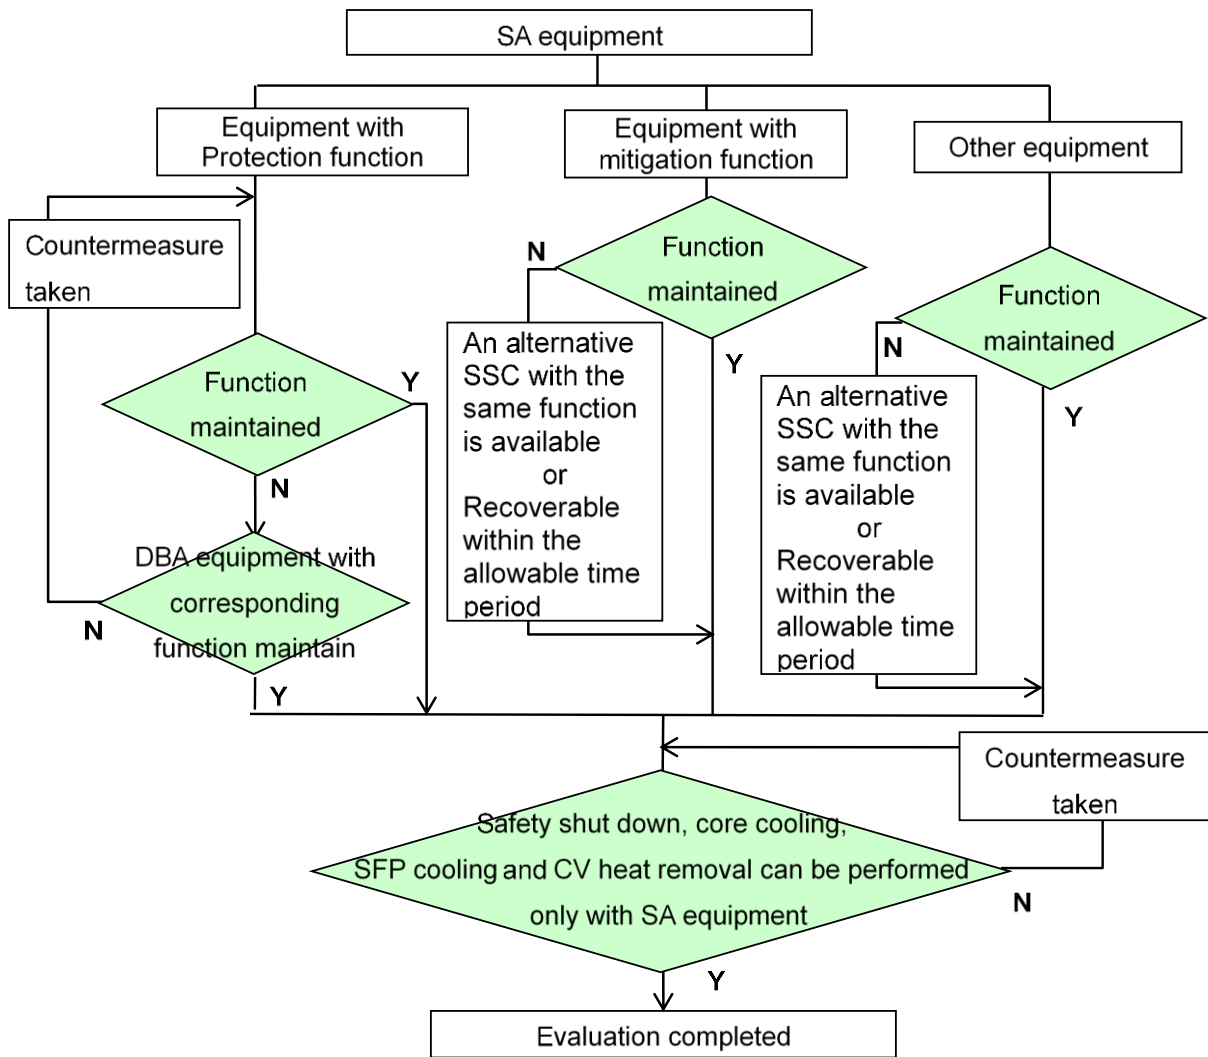 SA equipment
Equipment with
Protection function
Equipment with
mitigation function
Other equipment
Countermeasure
taken
Function
maintained
Y
N
DBA equipment with
corresponding
function maintain
N
Y
N
Function
maintained
Y
An alternative
SSC with the
same function
is available
or
Recoverable
within the
allowable time
period
Function
maintained
N
Y
An alternative
SSC with the
same function
is available
or
Recoverable
within the
allowable time
period
Countermeasure
taken
Safety shut down, core cooling,
SFP cooling and CV heat removal can be performed
only with SA equipment
N
Y
Evaluation completed